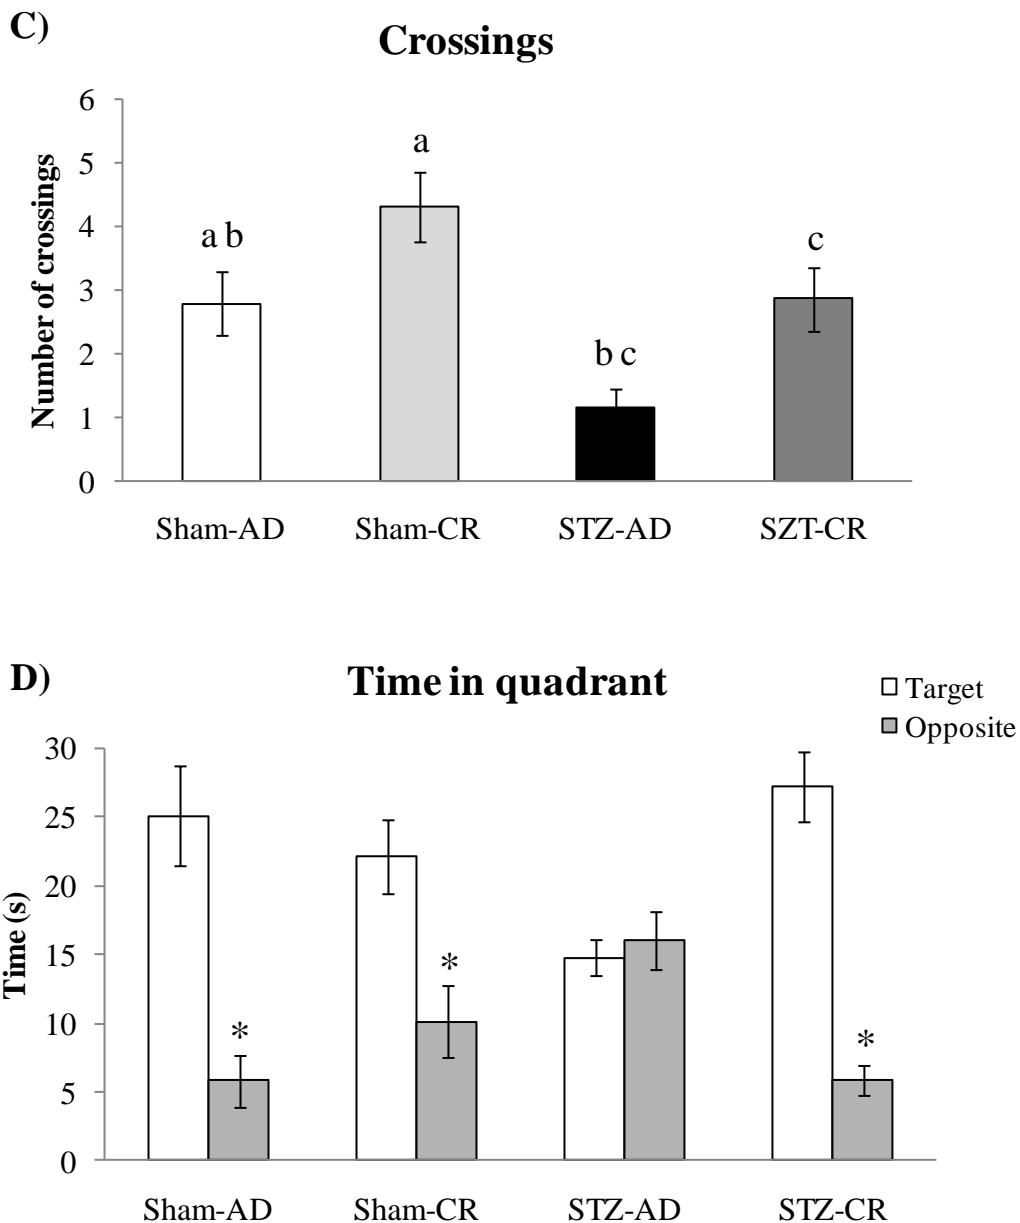 C)
Crossings
Number of crossings
6
5
4
3
2
1
0
a b
a
b c
c
Sham-AD Sham-CR STZ-AD SZT-CR
D)
Time in quadrant
Target
Opposite
Time (s)
30
25
20
15
10
5
0
*
*
*
Sham-AD Sham-CR STZ-AD STZ-CR